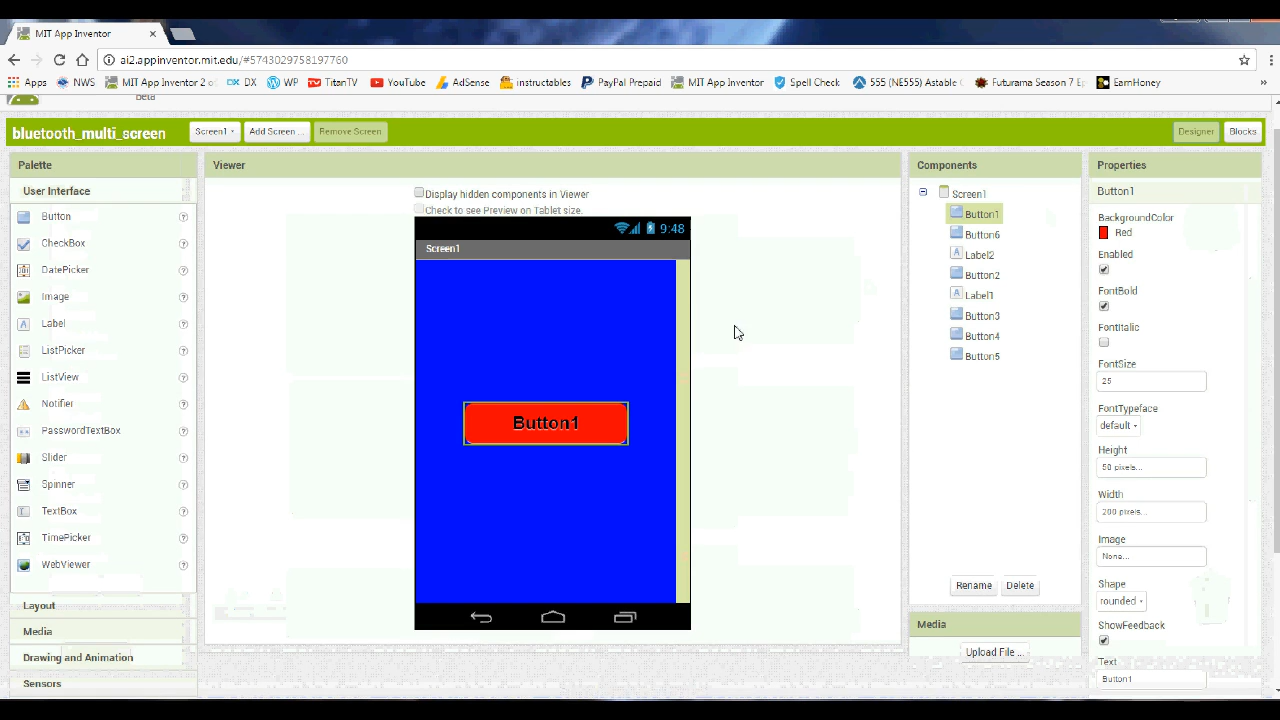 MIT App Inventor
ai2.appinventor.mit.edu/#5743029758197760
Apps NWS MIT App Inventor 2 DX DX WP TitanTV YouTube AdSense instructables PayPal Prepaid MIT App Inventor Spell Check 555 (NE555) Astable Futurama Season 7 Ep EarnHoney »
beta
bluetooth_multi_screen Screen1 Add Screen ... Remove Screen Designer Blocks
Palette
User Interface
Button ?
CheckBox ?
DatePicker ?
Image ?
Label ?
ListPicker ?
ListView ?
Notifier ?
PasswordTextBox ?
Slider ?
Spinner ?
TextBox ?
TimePicker ?
WebViewer ?
Layout
Media
Drawing and Animation
Sensors
Viewer
Display hidden components in Viewer
Check to see Preview on Tablet size.
9:48
Screen1
Button1
Components
Screen1
Button1
Button6
Label2
Button2
Label1
Button3
Button4
Button5
Rename Delete
Media
Upload File ...
Properties
Button1
BackgroundColor
Red
Enabled
FontBold
FontItalic
FontSize
25
FontTypeface
default
Height
50 pixels...
Width
200 pixels...
Image
None...
Shape
rounded
ShowFeedback
Text
Button1